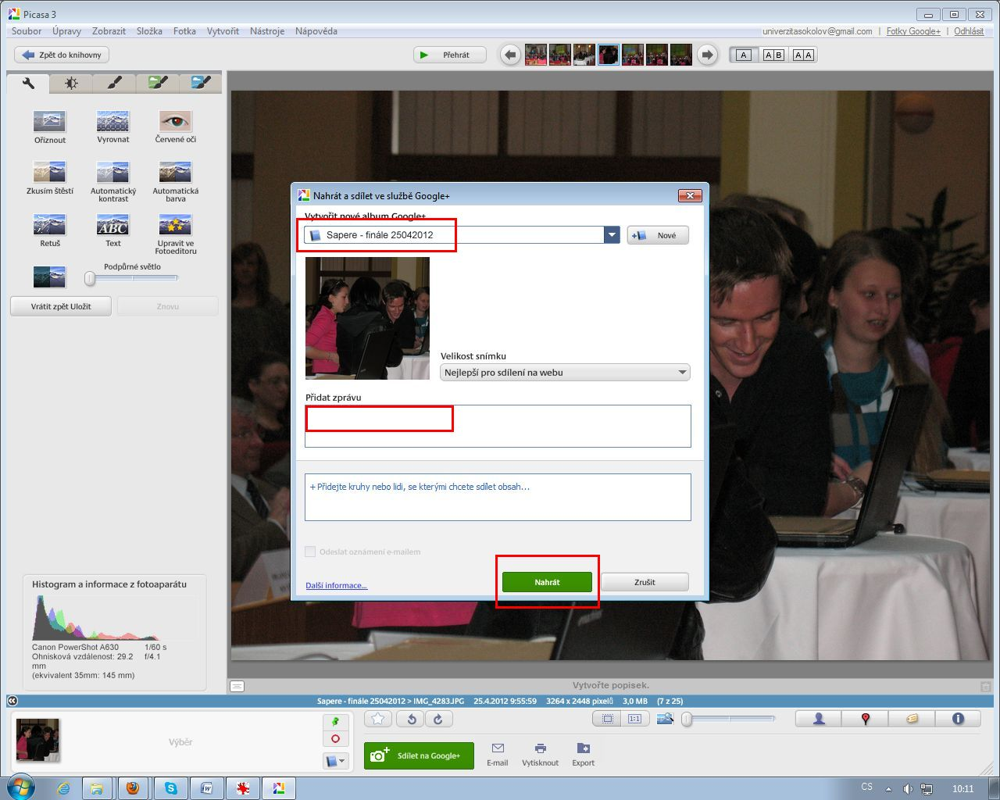 Picasa 3
Soubor Úpravy Zobrazit Složka Fotka Vytvořit Nástroje Nápověda
univerzitasokolov@gmail.com | Fotky Google+ | Odhlásit
Zpět do knihovny
Přehrát
A
A B
A A
Oříznout
Vyrovnat
Červené oči
Zkusím štěstí
Automatický kontrast
Automatická barva
Retuš
ABC
Text
Upravit ve Fotoeditoru
Podpůrné světlo
Vrátit zpět Uložit
Znovu
Nahrát a sdílet ve službě Google+
Vytvořit nové album Google+
Sapere - finále 25042012
Nové
Velikost snímku
Nejlepší pro sdílení na webu
Přidat zprávu
+ Přidejte kruhy nebo lidi, se kterými chcete sdílet obsah...
Odeslat oznámení e-mailem
Další informace...
Nahrát
Zrušit
Histogram a informace z fotoaparátu
Canon PowerShot A630 1/60 s
Ohnisková vzdálenost: 29.2 f/4.1
mm
(ekvivalent 35mm: 145 mm)
Vytvořte popisek.
Sapere - finále 25042012 > IMG_4283.JPG 25.4.2012 9:55:59 3264 x 2448 pixelů 3,0 MB (7 z 25)
Výběr
1:1
Sdílet na Google+
E-mail
Vytisknout
Export
CS
10:11